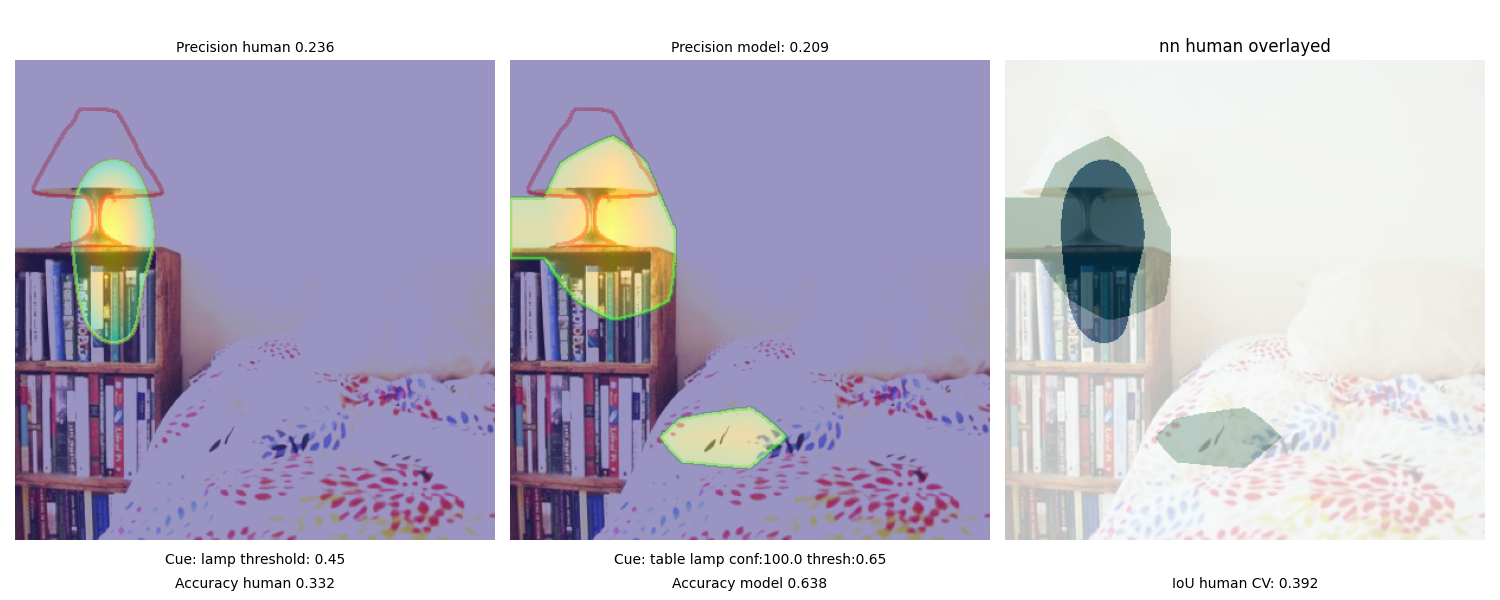 Precision human 0.236
Precision model: 0.209
nn human overlayed
Cue: lamp threshold: 0.45
Cue: table lamp conf:100.0 thresh:0.65
Accuracy human 0.332
Accuracy model 0.638
IoU human CV: 0.392